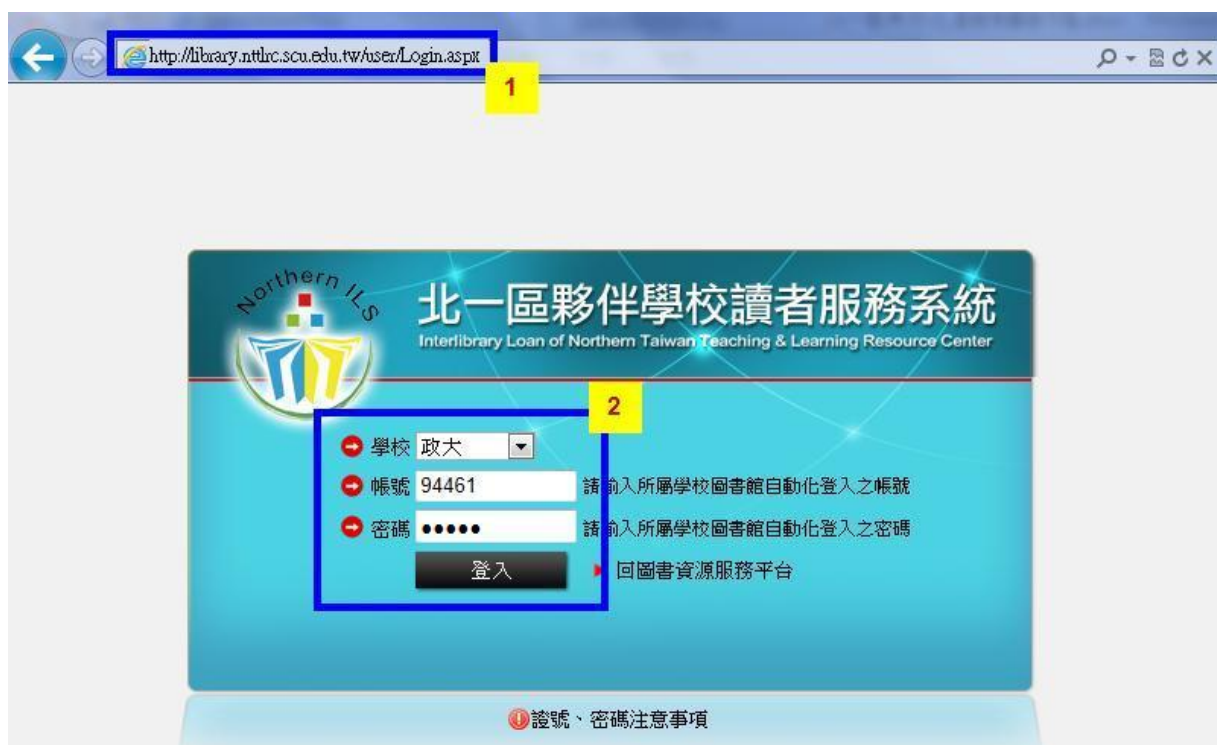 http://library.nttlrc.scu.edu.tw/user/Login.aspx
1
Northern ILS
北一區夥伴學校讀者服務系統
Interlibrary Loan of Northern Taiwan Teaching & Learning Resource Center
2
學校 政大
帳號 94461 請輸入所屬學校圖書館自動化登入之帳號
密碼 ●●●●● 請輸入所屬學校圖書館自動化登入之密碼
登入 回圖書資源服務平台
證號、密碼注意事項